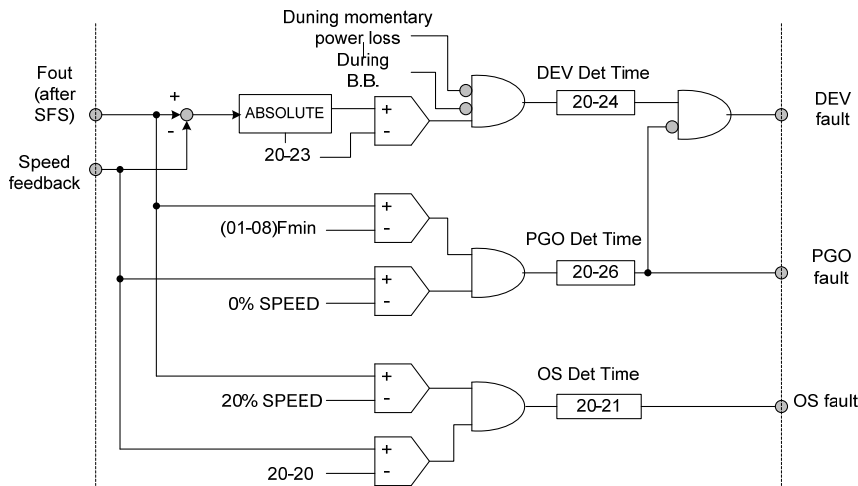 Duning momentary
power loss
During
B.B.
Fout
(after
SFS)
+
-
ABSOLUTE
20-23
+
-
DEV Det Time
20-24
DEV
fault
Speed
feedback
(01-08)Fmin
+
-
0% SPEED
+
-
PGO Det Time
20-26
PGO
fault
20% SPEED
+
-
20-20
+
-
OS Det Time
20-21
OS fault